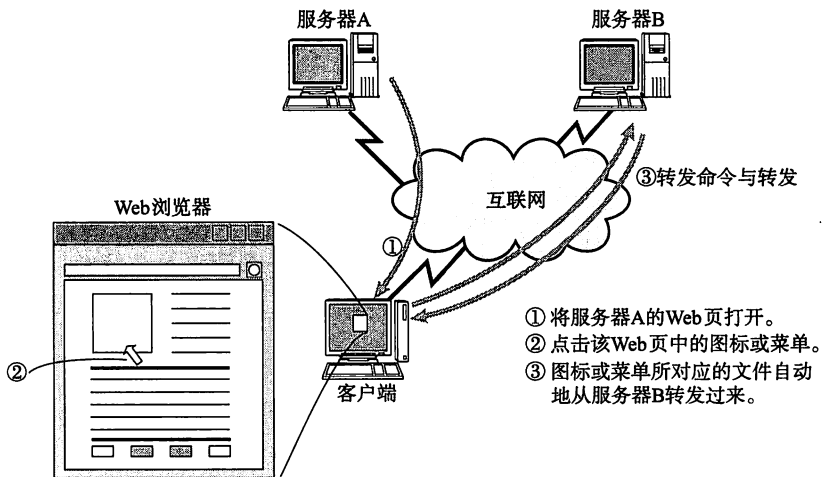 服务器A
服务器B
互联网
③转发命令与转发
Web浏览器
①
②
客户端
① 将服务器A的Web页打开。
② 点击该Web页中的图标或菜单。
③ 图标或菜单所对应的文件自动
地从服务器B转发过来。